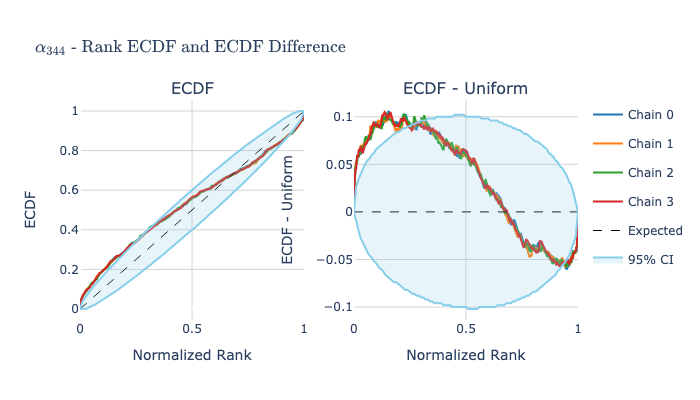 α₃₄₄ - Rank ECDF and ECDF Difference
ECDF
ECDF
1
0.8
0.6
0.4
0.2
0
0
0.5
1
Normalized Rank
ECDF - Uniform
ECDF - Uniform
0.1
0.05
0
−0.05
−0.1
0
0.5
1
Normalized Rank
Chain 0
Chain 1
Chain 2
Chain 3
Expected
95% CI